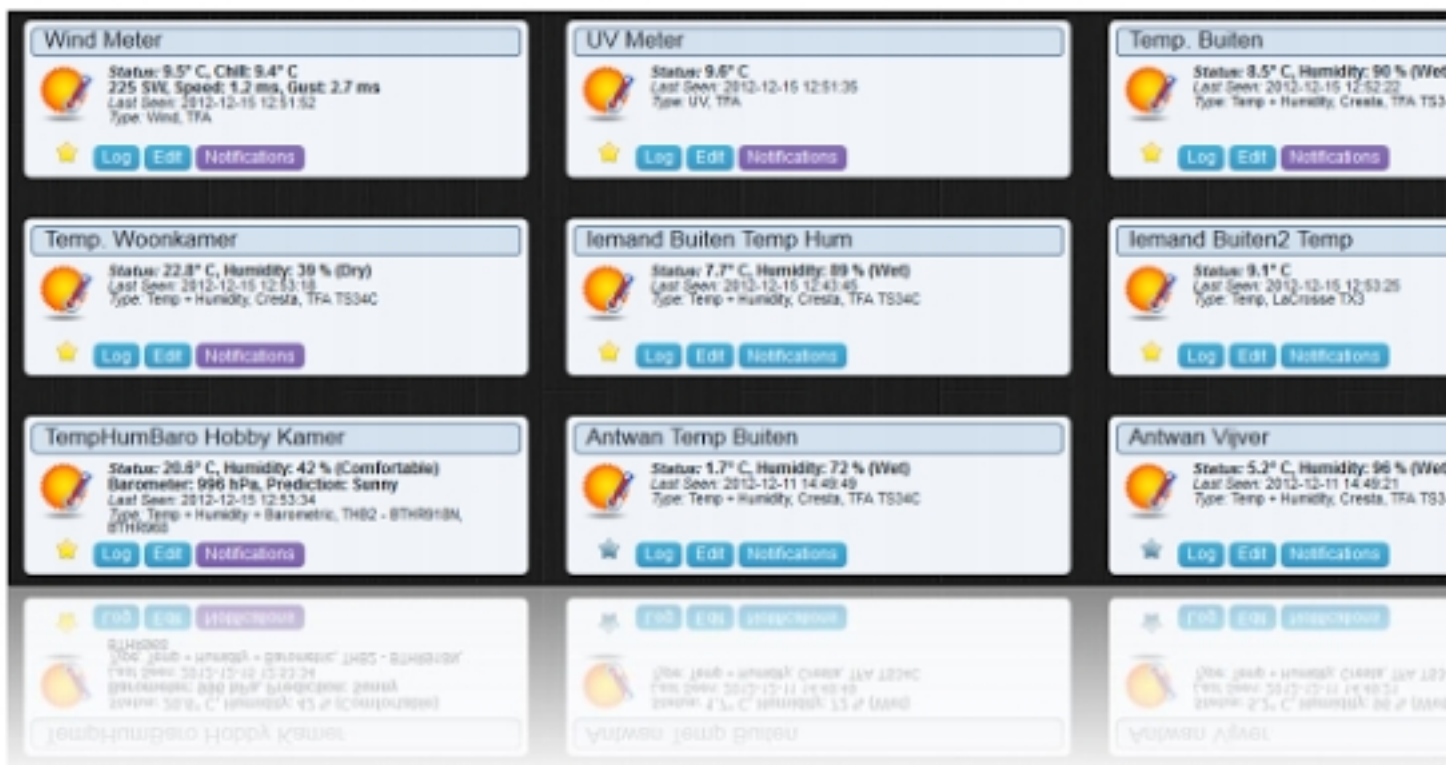 Wind Meter
Status: 9.5° C, Chill: 9.4° C
225 SW, Speed: 1.2 ms, Gust: 2.7 ms
Last Seen: 2012-12-15 12:51:52
Type: Wind, TFA
Log Edit Notifications
UV Meter
Status: 9.6° C
Last Seen: 2012-12-15 12:51:35
Type: UV, TFA
Log Edit Notifications
Temp. Buiten
Status: 8.5° C, Humidity: 90 % (Wet
Last Seen: 2012-12-15 12:52:22
Type: Temp + Humidity, Cresta, TFA TS3
Log Edit Notifications
Temp. Woonkamer
Status: 22.8° C, Humidity: 39 % (Dry)
Last Seen: 2012-12-15 12:53:18
Type: Temp + Humidity, Cresta, TFA TS34C
Log Edit Notifications
Iemand Buiten Temp Hum
Status: 7.7° C, Humidity: 89 % (Wet)
Last Seen: 2012-12-15 12:43:45
Type: Temp + Humidity, Cresta, TFA TS34C
Log Edit Notifications
Iemand Buiten2 Temp
Status: 9.1° C
Last Seen: 2012-12-15 12:53:25
Type: Temp, LaCrosse TX3
Log Edit Notifications
TempHumBaro Hobby Kamer
Status: 20.6° C, Humidity: 42 % (Comfortable)
Barometer: 996 hPa, Prediction: Sunny
Last Seen: 2012-12-15 12:53:34
Type: Temp + Humidity + Barometric, THB2 - BTHR918N,
BTHR968
Log Edit Notifications
Antwan Temp Buiten
Status: 1.7° C, Humidity: 72 % (Wet)
Last Seen: 2012-12-11 14:49:49
Type: Temp + Humidity, Cresta, TFA TS34C
Log Edit Notifications
Antwan Vijver
Status: 5.2° C, Humidity: 96 % (Wet
Last Seen: 2012-12-11 14:49:21
Type: Temp + Humidity, Cresta, TFA TS3
Log Edit Notifications